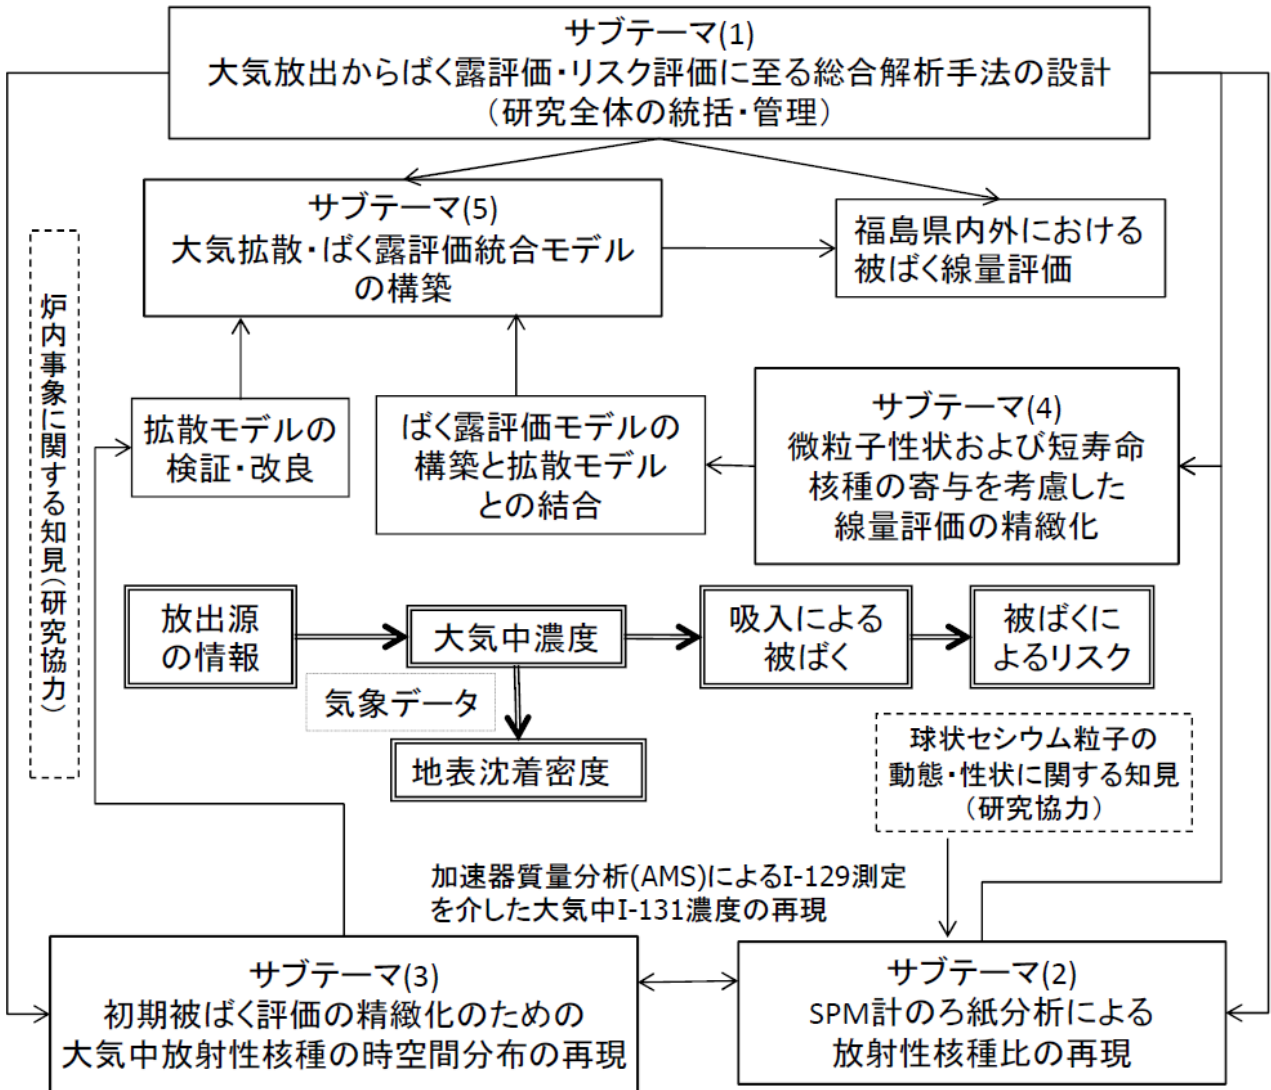 サブテーマ(1)
大気放出からばく露評価・リスク評価に至る総合解析手法の設計
（研究全体の統括・管理）
サブテーマ(5)
大気拡散・ばく露評価統合モデル
の構築
福島県内外における
被ばく線量評価
炉内事象に関する知見（研究協力）
拡散モデルの
検証・改良
ばく露評価モデルの
構築と拡散モデル
との結合
サブテーマ(4)
微粒子性状および短寿命
核種の寄与を考慮した
線量評価の精緻化
放出源
の情報
大気中濃度
吸入による
被ばく
被ばくに
よるリスク
気象データ
地表沈着密度
球状セシウム粒子の
動態・性状に関する知見
（研究協力）
加速器質量分析(AMS)によるI-129測定
を介した大気中I-131濃度の再現
サブテーマ(3)
初期被ばく評価の精緻化のための
大気中放射性核種の時空間分布の再現
サブテーマ(2)
SPM計のろ紙分析による
放射性核種比の再現